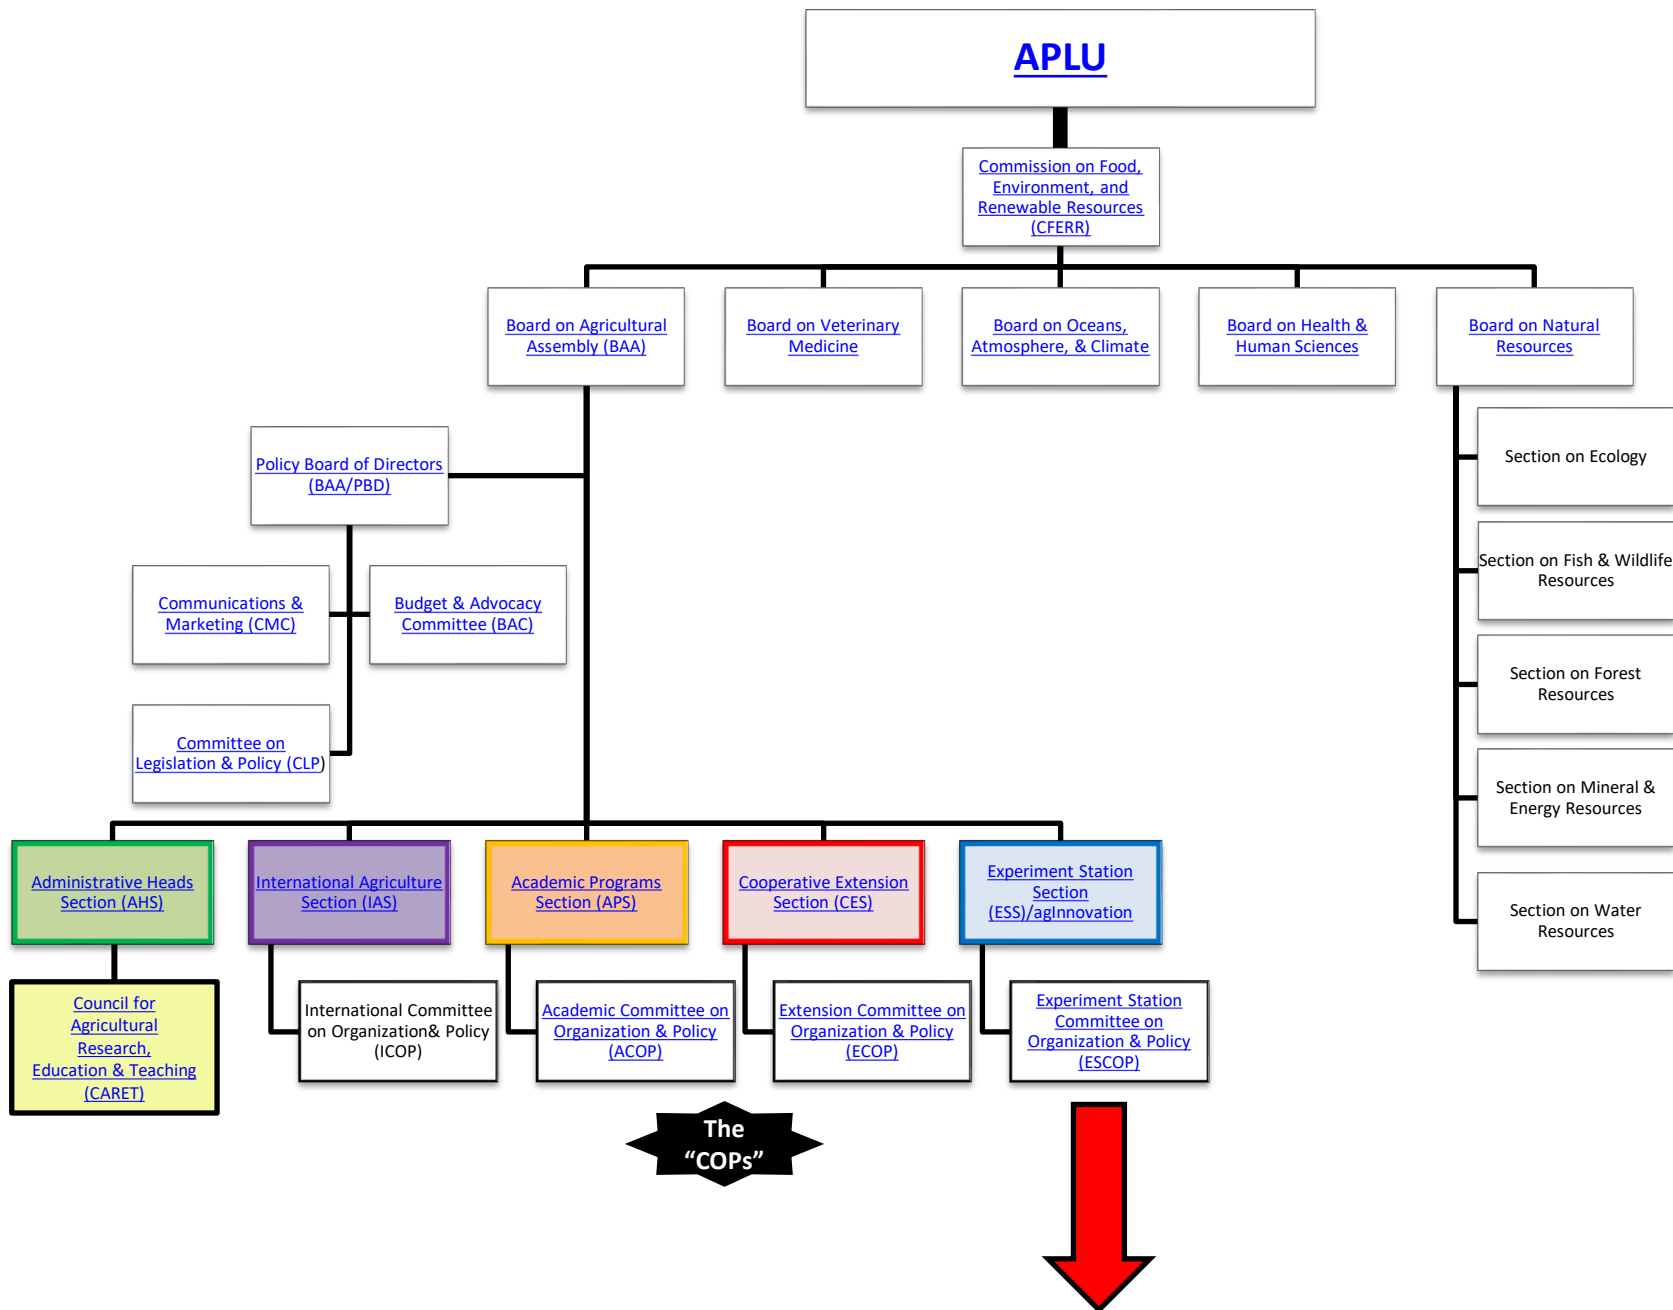 APLU
Commission on Food,
Environment, and
Renewable Resources
(CFERR)
Board on Agricultural
Assembly (BAA)
Board on Veterinary
Medicine
Board on Oceans,
Atmosphere, & Climate
Board on Health &
Human Sciences
Board on Natural
Resources
Policy Board of Directors
(BAA/PBD)
Communications &
Marketing (CMC)
Budget & Advocacy
Committee (BAC)
Committee on
Legislation & Policy (CLP)
Section on Ecology
Section on Fish & Wildlife
Resources
Section on Forest
Resources
Section on Mineral &
Energy Resources
Section on Water
Resources
Administrative Heads
Section (AHS)
International Agriculture
Section (IAS)
Academic Programs
Section (APS)
Cooperative Extension
Section (CES)
Experiment Station
Section
(ESS)/agInnovation
Council for
Agricultural
Research,
Education & Teaching
(CARET)
International Committee
on Organization& Policy
(ICOP)
Academic Committee on
Organization & Policy
(ACOP)
Extension Committee on
Organization & Policy
(ECOP)
Experiment Station
Committee on
Organization & Policy
(ESCOP)
The
“COPs”